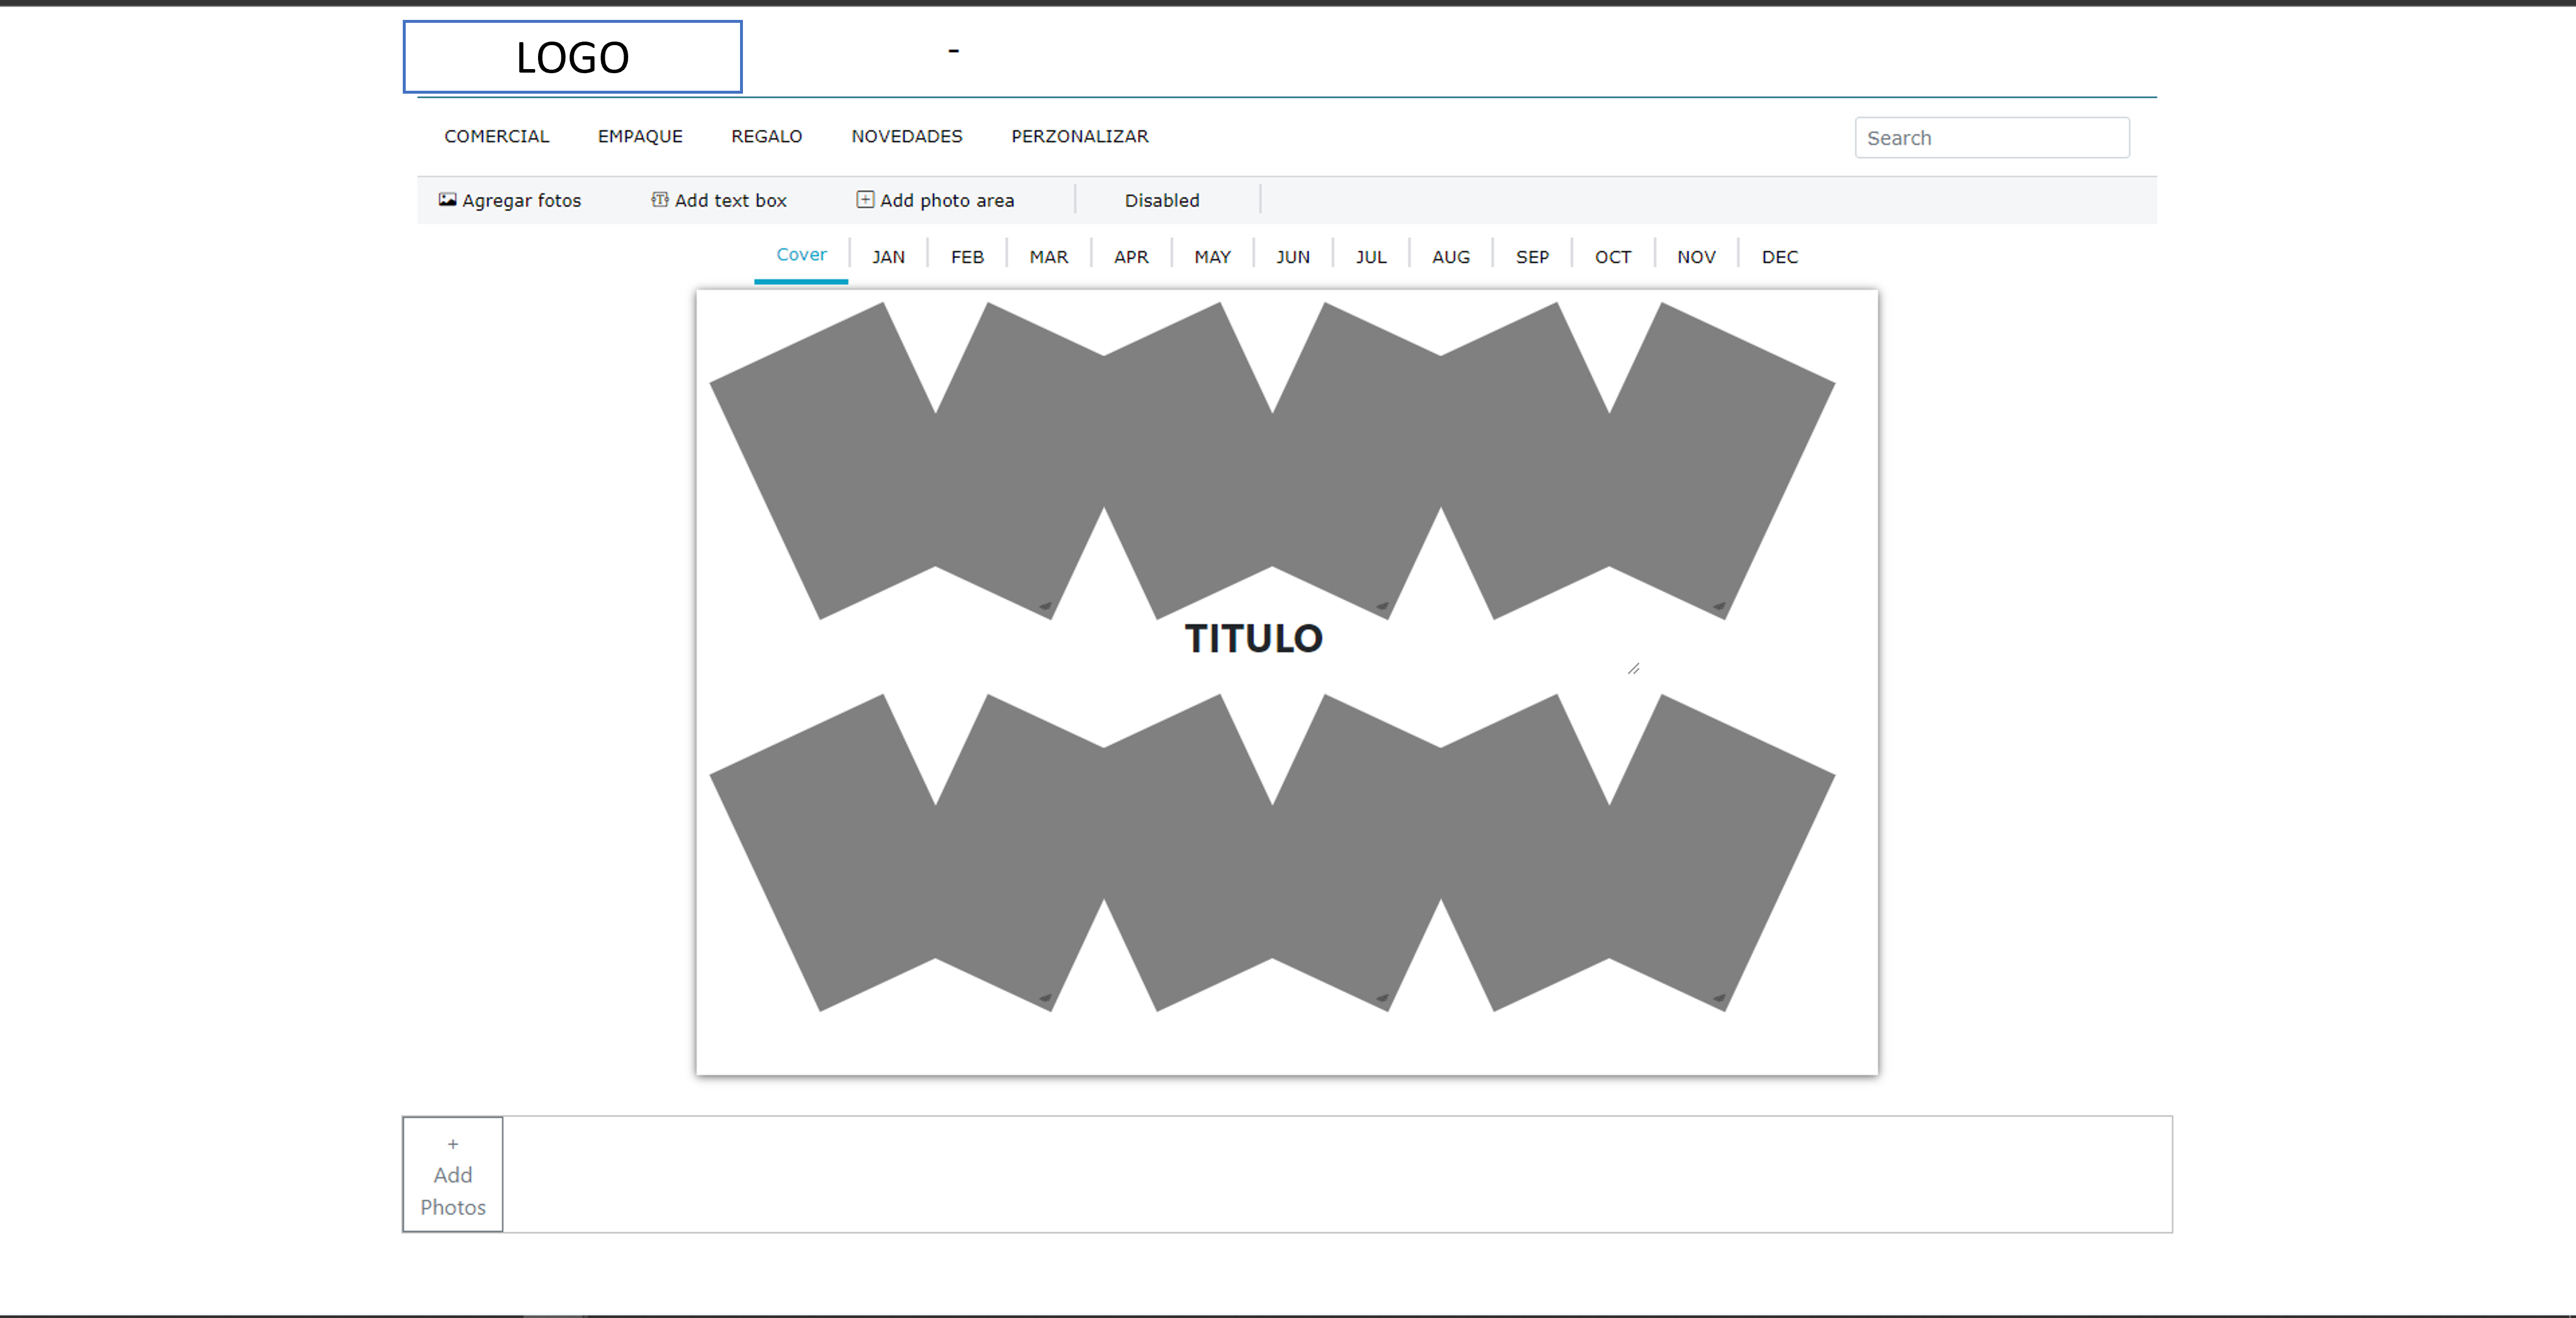 LOGO -
COMERCIAL EMPAQUE REGALO NOVEDADES PERZONALIZAR Search
Agregar fotos Add text box Add photo area Disabled
Cover JAN FEB MAR APR MAY JUN JUL AUG SEP OCT NOV DEC
TITULO
+
Add
Photos